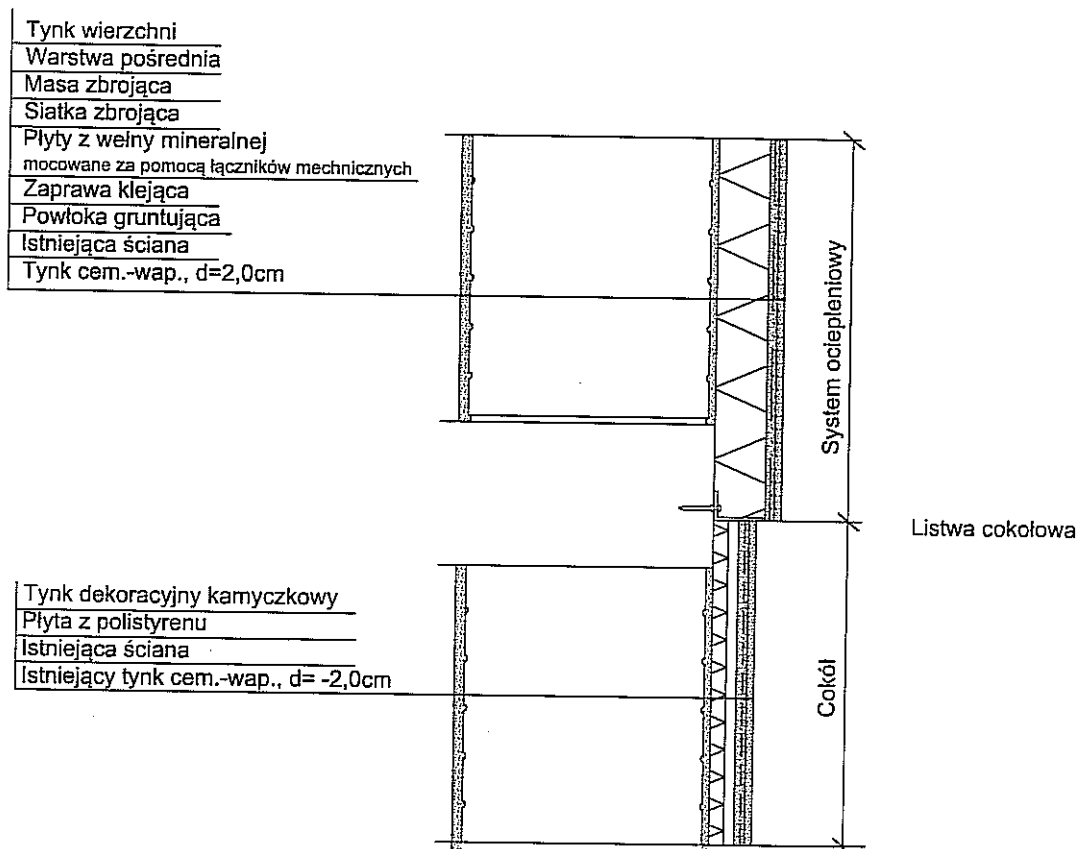 Tynk wierzchni
Warstwa pośrednia
Masa zbrojąca
Siatka zbrojąca
Płyty z wełny mineralnej
mocowane za pomocą łączników mechnicznych
Zaprawa klejąca
Powłoka gruntująca
Istniejąca ściana
Tynk cem.-wap., d=2,0cm
System ociepleniowy
Listwa cokołowa
Tynk dekoracyjny kamyczkowy
Płyta z polistyrenu
Istniejąca ściana
Istniejący tynk cem.-wap., d= -2,0cm
Cokół